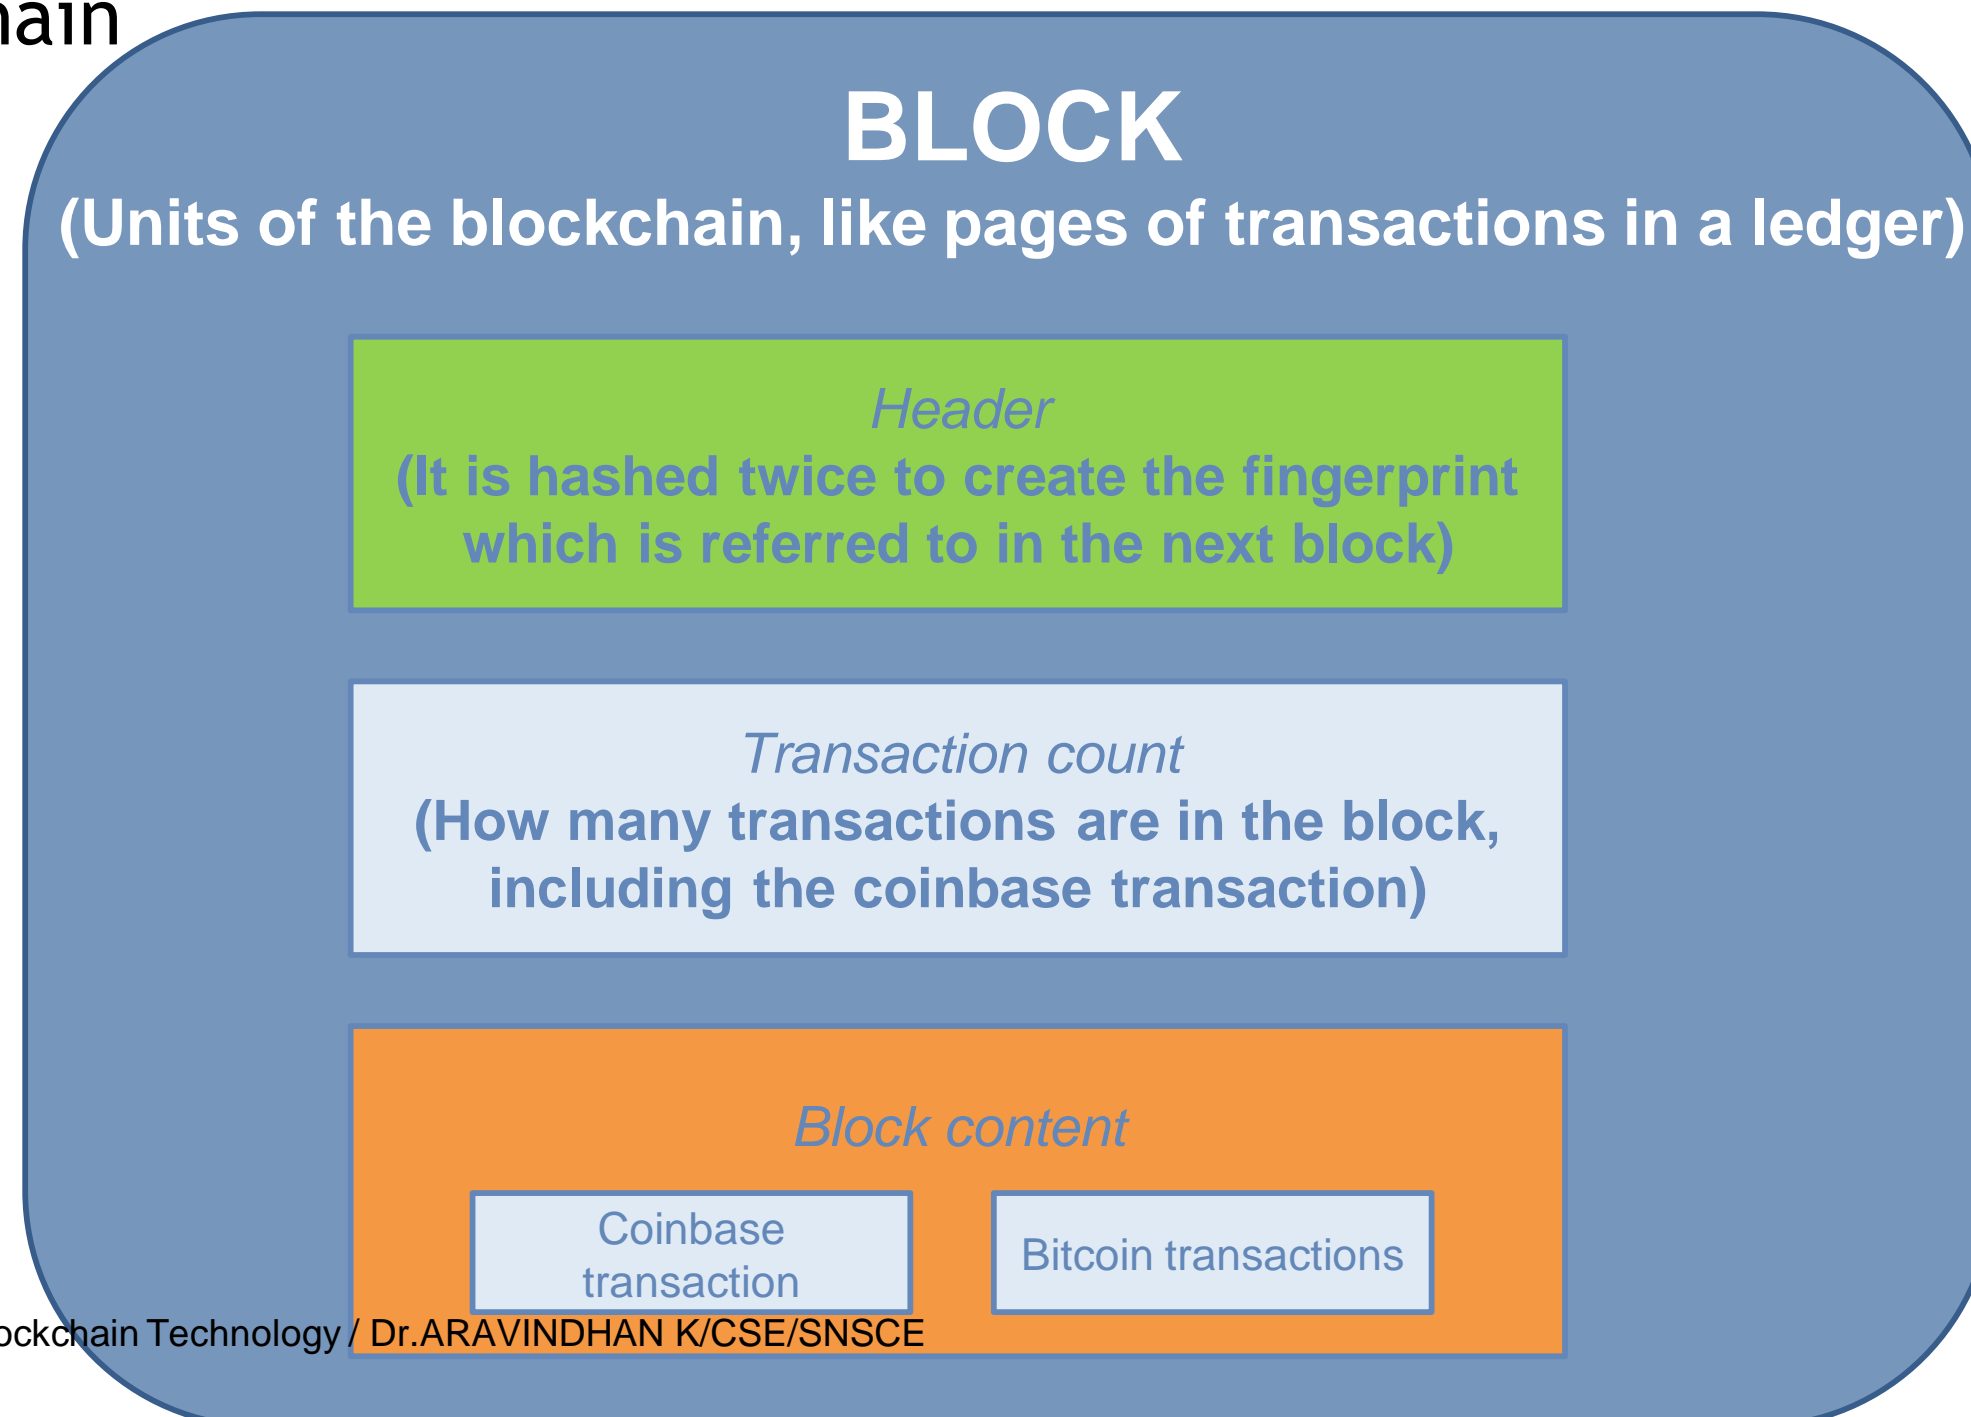 hain
BLOCK
(Units of the blockchain, like pages of transactions in a ledger)
Header
(It is hashed twice to create the fingerprint
which is referred to in the next block)
Transaction count
(How many transactions are in the block,
including the coinbase transaction)
Block content
Coinbase
transaction
Bitcoin transactions
ockchain Technology / Dr.ARAVINDHAN K/CSE/SNSCE